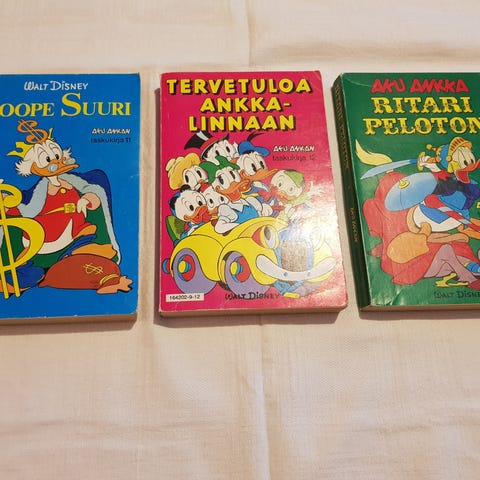 WALT DISNEY
OOPE SUURI
AKU ANKAN
taskukirja 11
TERVETULOA
ANKKA-
LINNAAN
AKU ANKAN
taskukirja 12
164202-9-12
WALT DISNEY
AKU ANKKA
RITARI
PELOTON
WALT DISNEY